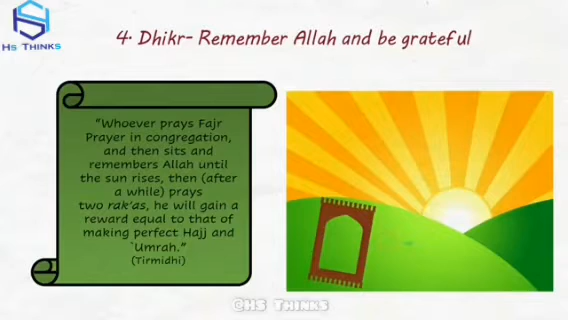 HS THINKS
4. Dhikr- Remember Allah and be grateful
"Whoever prays Fajr
Prayer in congregation,
and then sits and
remembers Allah until
the sun rises, then (after
a while) prays
two rak'as, he will gain a
reward equal to that of
making perfect Hajj and
`Umrah."
(Tirmidhi)
@HS THINKS